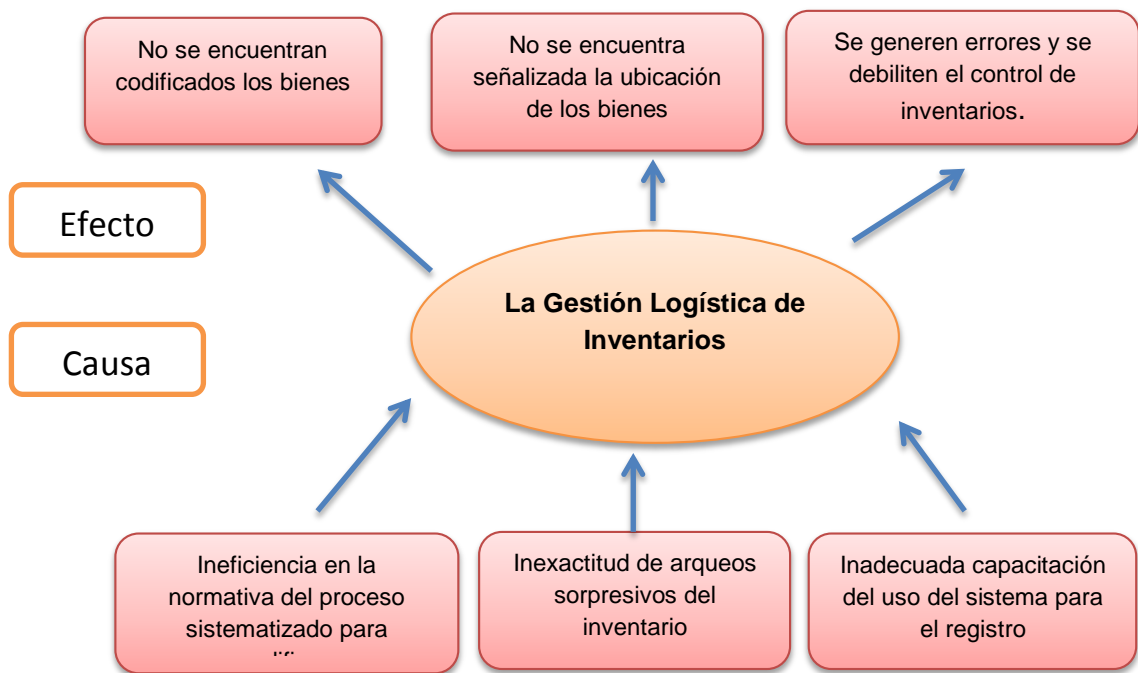 No se encuentran
codificados los bienes
No se encuentra
señalizada la ubicación
de los bienes
Se generen errores y se
debiliten el control de
inventarios.
Efecto
La Gestión Logística de
Inventarios
Causa
Ineficiencia en la
normativa del proceso
sistematizado para
Inexactitud de arqueos
sorpresivos del
inventario
Inadecuada capacitación
del uso del sistema para
el registro